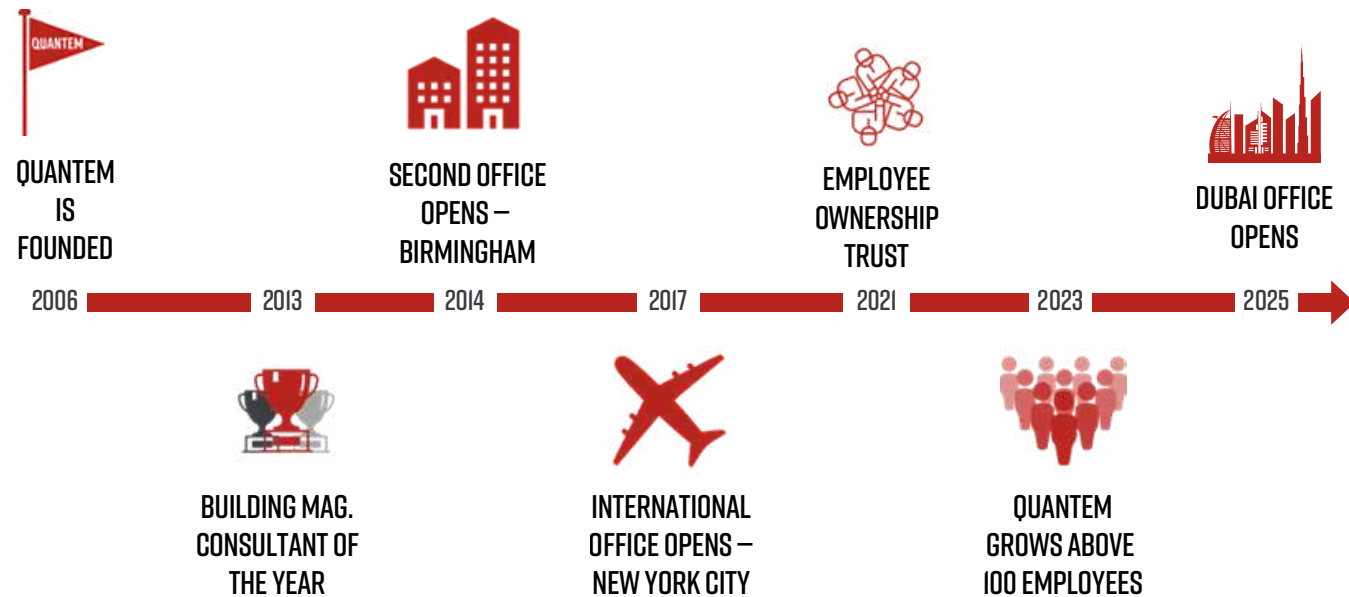 QUANTEM
QUANTEM
IS
FOUNDED
SECOND OFFICE
OPENS –
BIRMINGHAM
EMPLOYEE
OWNERSHIP
TRUST
DUBAI OFFICE
OPENS
2006
2013
2014
2017
2021
2023
2025
BUILDING MAG.
CONSULTANT OF
THE YEAR
INTERNATIONAL
OFFICE OPENS –
NEW YORK CITY
QUANTEM
GROWS ABOVE
100 EMPLOYEES